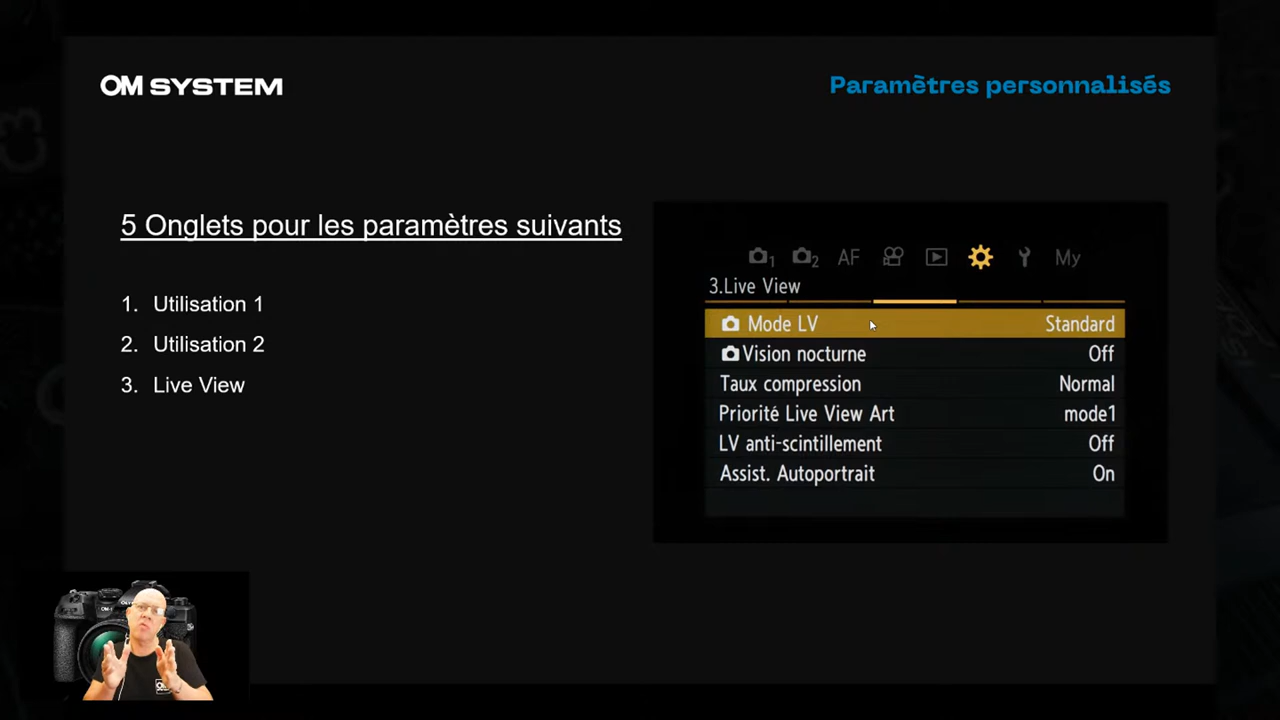 OM SYSTEM
Paramètres personnalisés
5 Onglets pour les paramètres suivants
1. Utilisation 1
2. Utilisation 2
3. Live View
1 2 AF My
3.Live View
Mode LV Standard
Vision nocturne Off
Taux compression Normal
Priorité Live View Art mode1
LV anti-scintillement Off
Assist. Autoportrait On